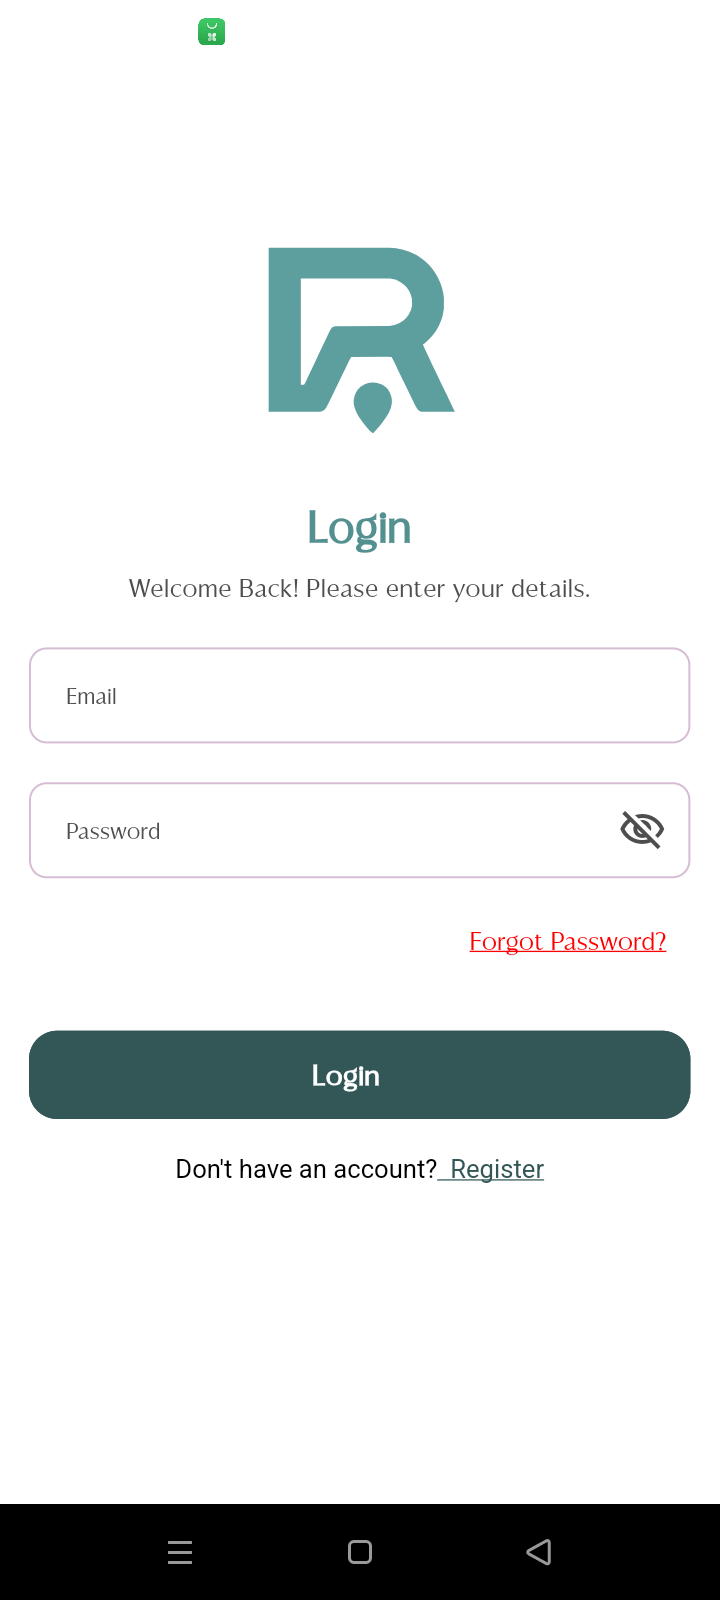 Login
Welcome Back! Please enter your details.
Email
Password
Forgot Password?
Login
Don't have an account?  Register